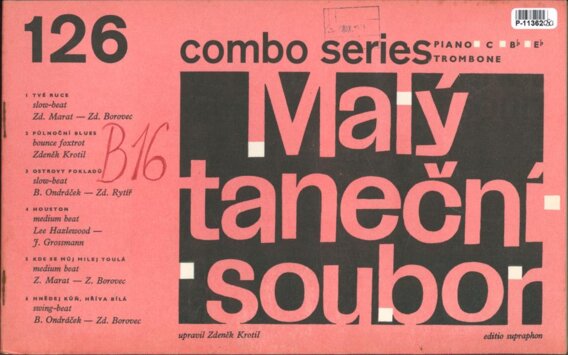 126
combo series
PIANO C B♭ E♭
TROMBONE
P-11362
Malý
taneční
soubor
1 TVÉ RUCE
slow-beat
Zd. Marat — Zd. Borovec
2 PŮLNOČNÍ BLUES
bounce foxtrot
Zdeněk Krotil
3 OSTROVY POKLADŮ
slow-beat
B. Ondráček — Zd. Rytíř
4 HOUSTON
medium beat
Lee Hazlewood —
J. Grossmann
5 KDE SE MŮJ MILEJ TOULÁ
medium beat
Z. Marat — Z. Borovec
6 HNĚDEJ KŮŇ, HŘÍVA BÍLÁ
swing-beat
B. Ondráček — Zd. Borovec
B16
upravil Zdeněk Krotil
editio supraphon